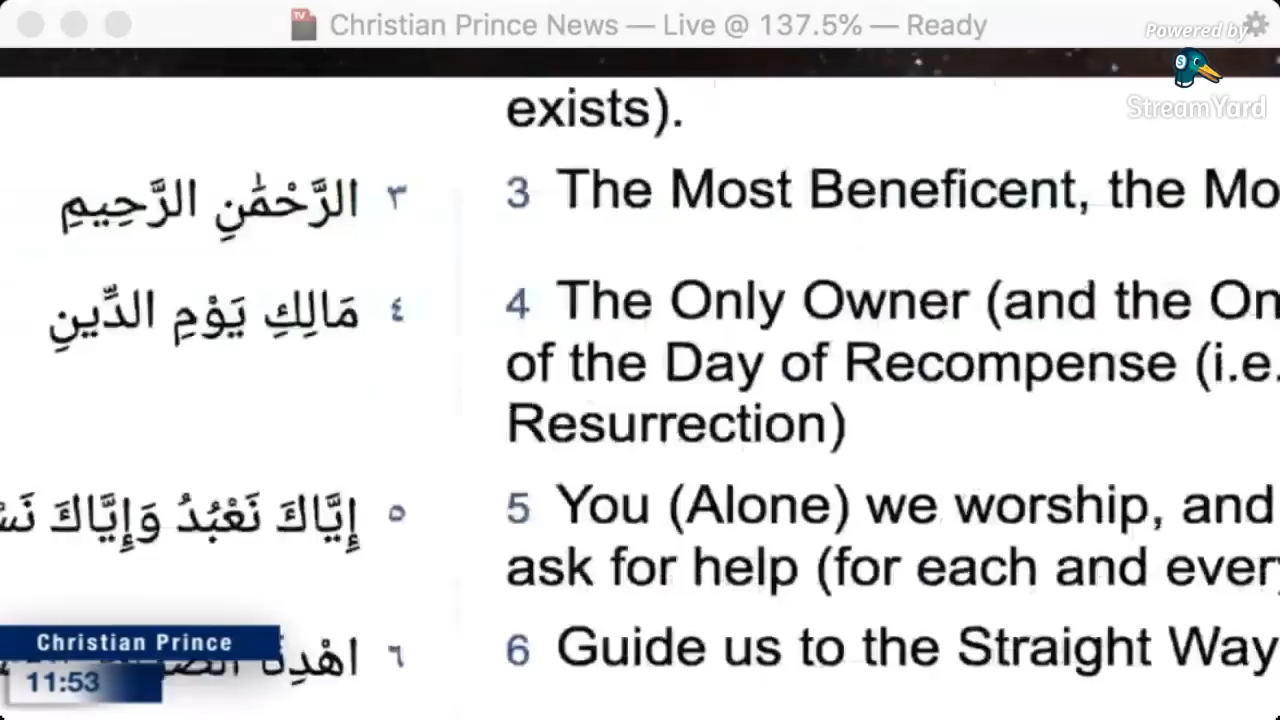 Christian Prince News — Live @ 137.5% — Ready
Powered by
StreamYard
exists).
الرَّحْمَٰنِ الرَّحِيمِ ٣
3 The Most Beneficent, the Mo
مَالِكِ يَوْمِ الدِّينِ ٤
4 The Only Owner (and the On
of the Day of Recompense (i.e.
Resurrection)
إِيَّاكَ نَعْبُدُ وَإِيَّاكَ ٥
5 You (Alone) we worship, and
ask for help (for each and every
٦
6 Guide us to the Straight Way
Christian Prince
11:53